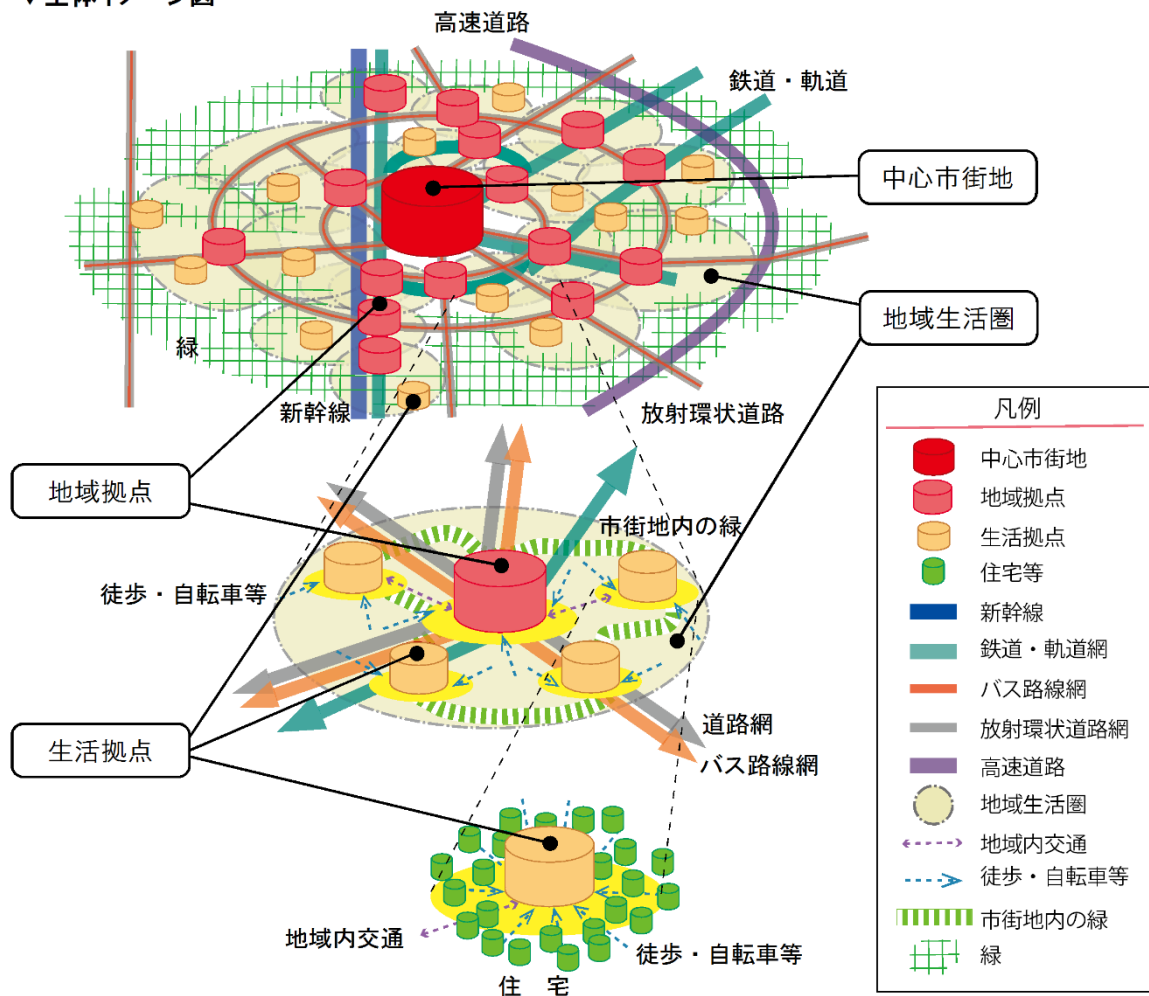 高速道路
鉄道・軌道
中心市街地
地域生活圏
緑
新幹線
放射環状道路
地域拠点
市街地内の緑
徒歩・自転車等
生活拠点
道路網
バス路線網
地域内交通
徒歩・自転車等
住 宅
凡例
中心市街地
地域拠点
生活拠点
住宅等
新幹線
鉄道・軌道網
バス路線網
放射環状道路網
高速道路
地域生活圏
地域内交通
徒歩・自転車等
市街地内の緑
緑